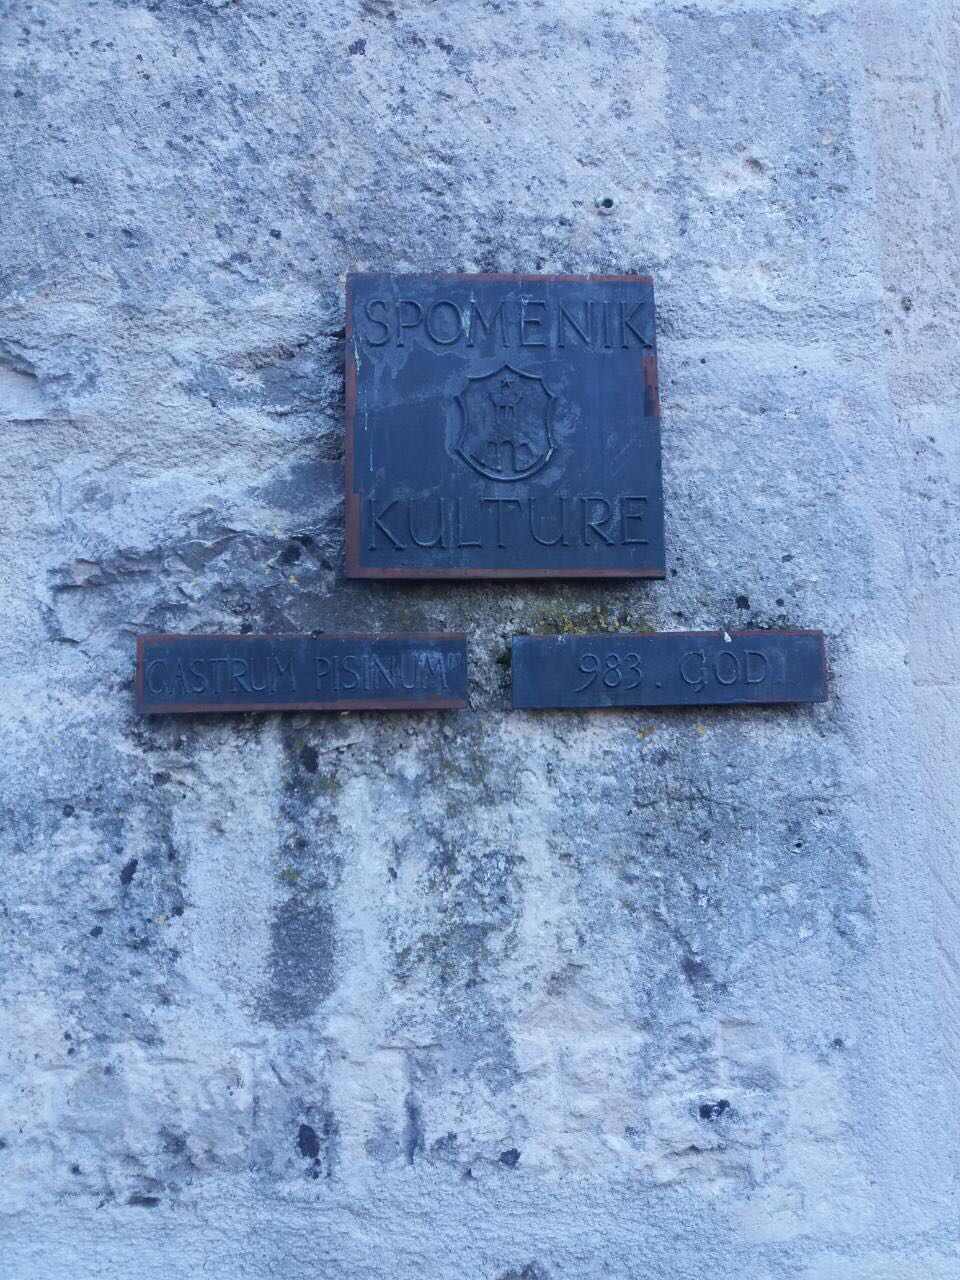 SPOMENIK
KULTURE
CASTRUM PISINUM
983. GOD.